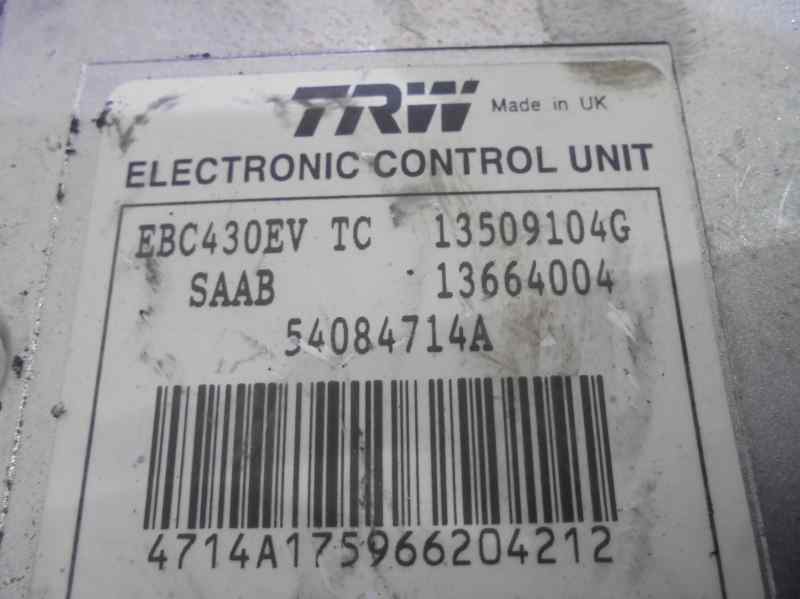 TRW Made in UK
ELECTRONIC CONTROL UNIT
EBC430EV TC 13509104G
SAAB 13664004
54084714A
4714A175966204212